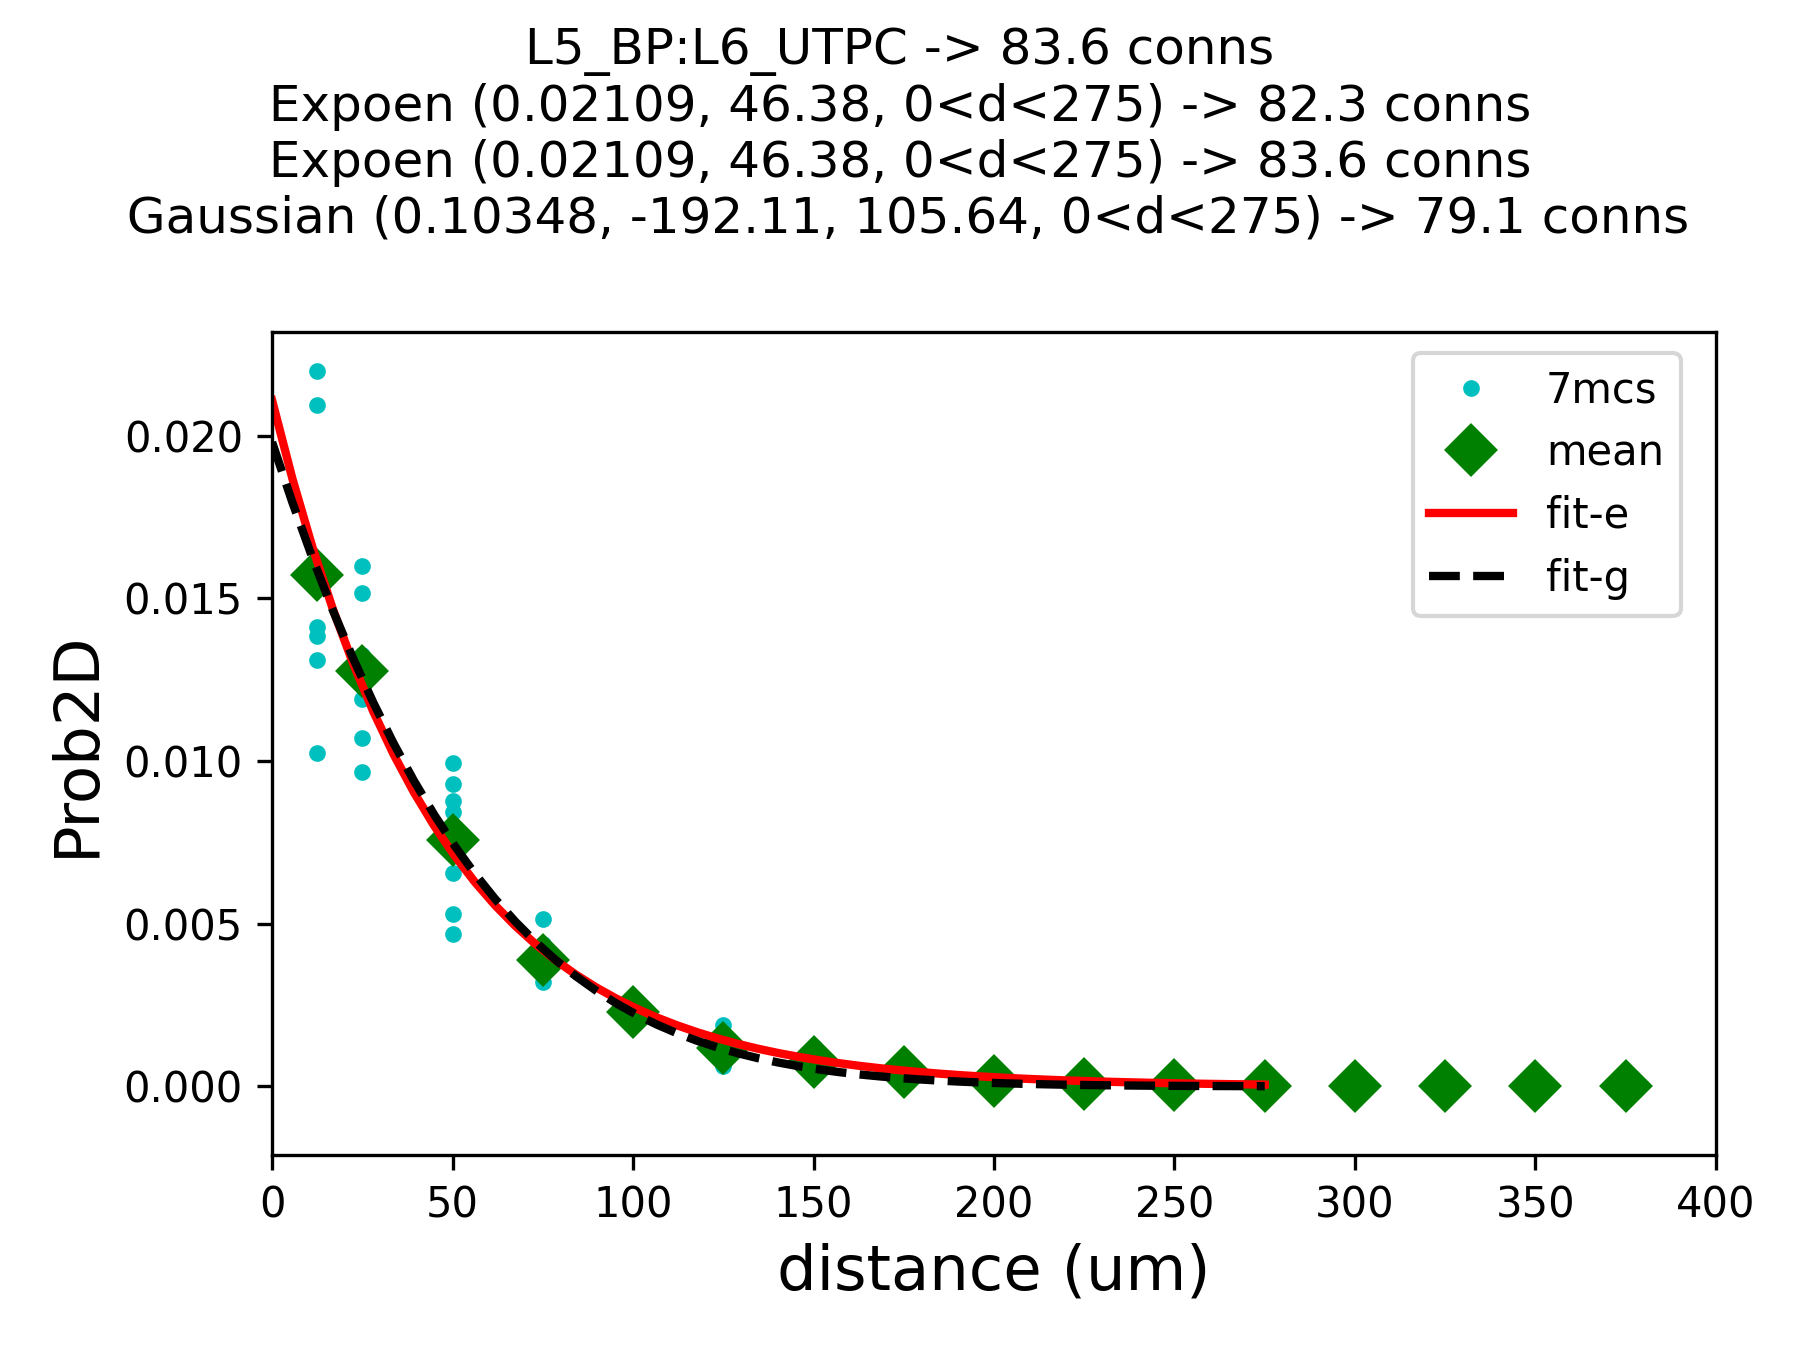 L5_BP:L6_UTPC -> 83.6 conns
Expoen (0.02109, 46.38, 0<d<275) -> 82.3 conns
Expoen (0.02109, 46.38, 0<d<275) -> 83.6 conns
Gaussian (0.10348, -192.11, 105.64, 0<d<275) -> 79.1 conns
7mcs
mean
fit-e
fit-g
Prob2D
0.020
0.015
0.010
0.005
0.000
0 50 100 150 200 250 300 350 400
distance (um)